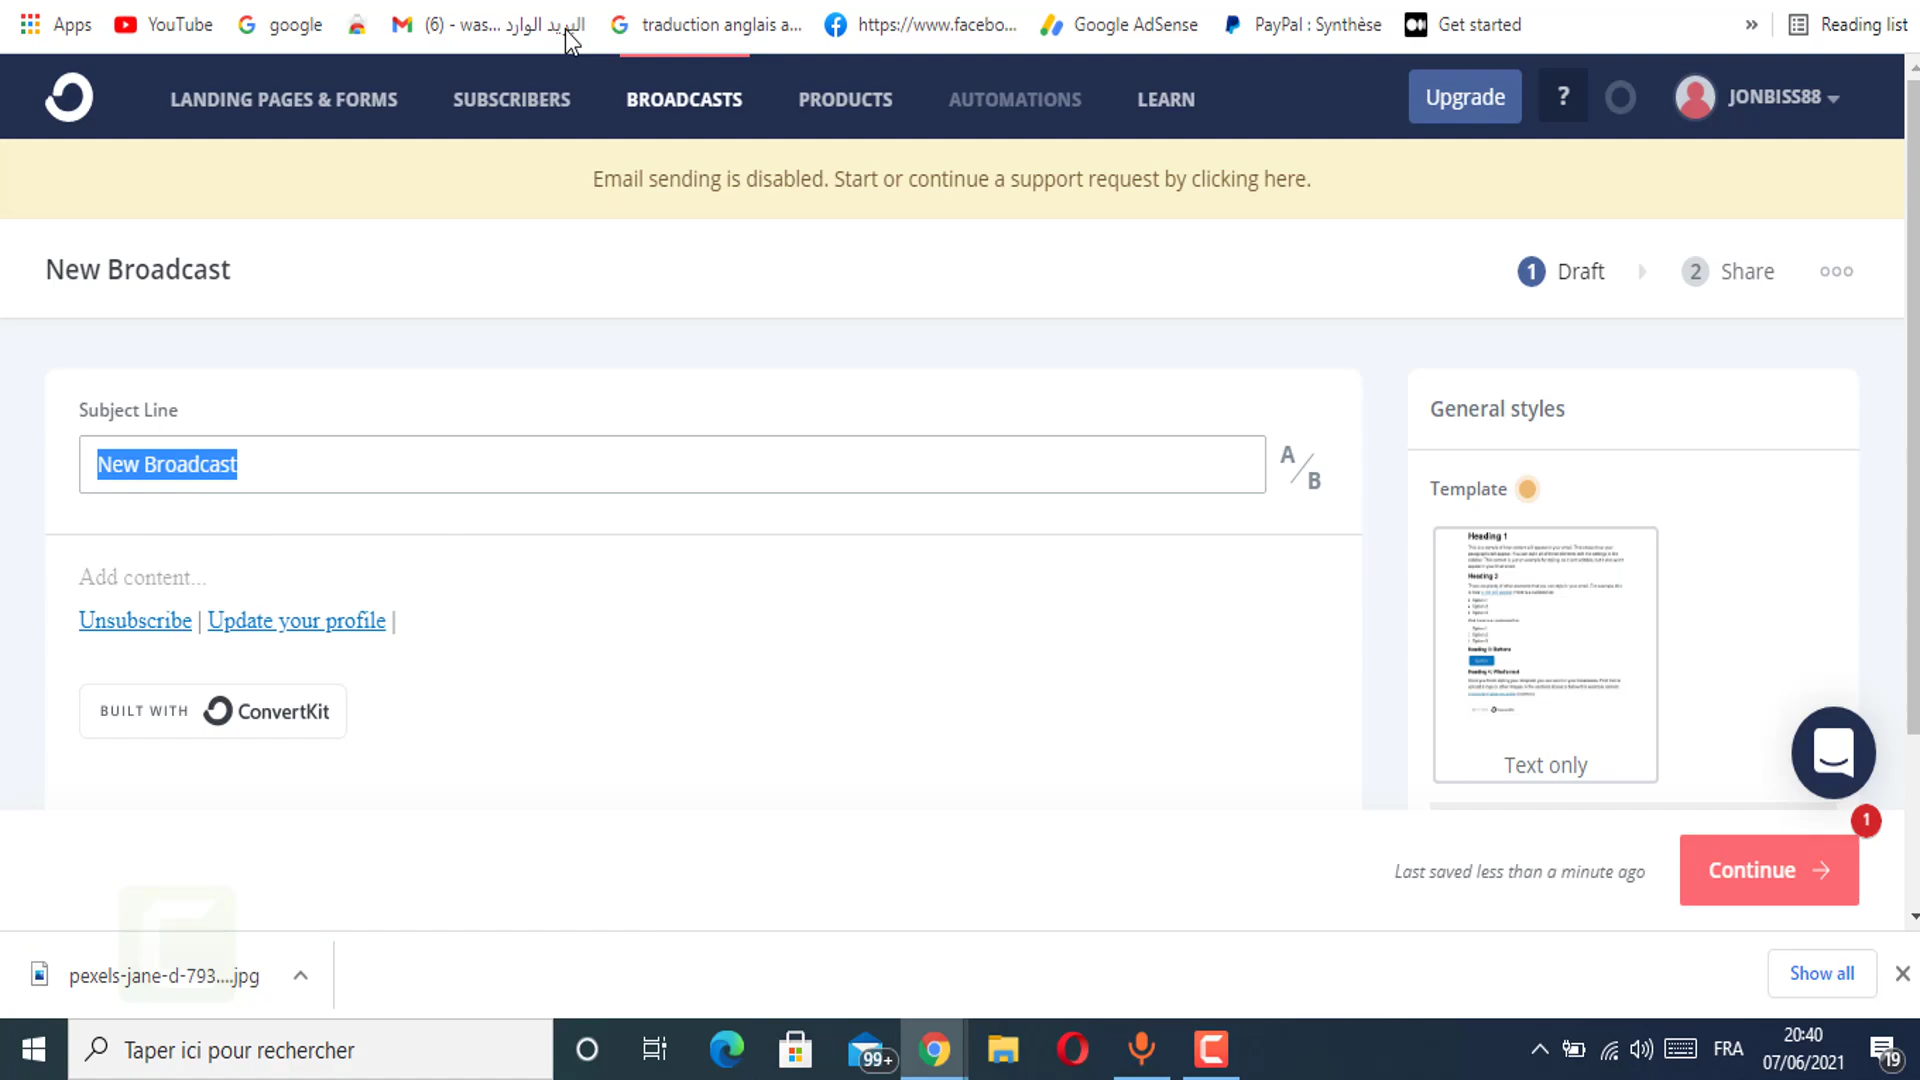 Apps YouTube google (6) - was... البريد الوارد traduction anglais a... https://www.facebo... Google AdSense PayPal : Synthèse Get started » Reading list
LANDING PAGES & FORMS SUBSCRIBERS BROADCASTS PRODUCTS AUTOMATIONS LEARN Upgrade ? JONBISS88
Email sending is disabled. Start or continue a support request by clicking here.
New Broadcast 1 Draft 2 Share
Subject Line
New Broadcast
A/B
Add content...
Unsubscribe | Update your profile |
BUILT WITH ConvertKit
General styles
Template
Heading 1
Heading 2
Text only
1
Last saved less than a minute ago Continue
pexels-jane-d-793....jpg Show all
Taper ici pour rechercher 99+ FRA 20:40
07/06/2021 19